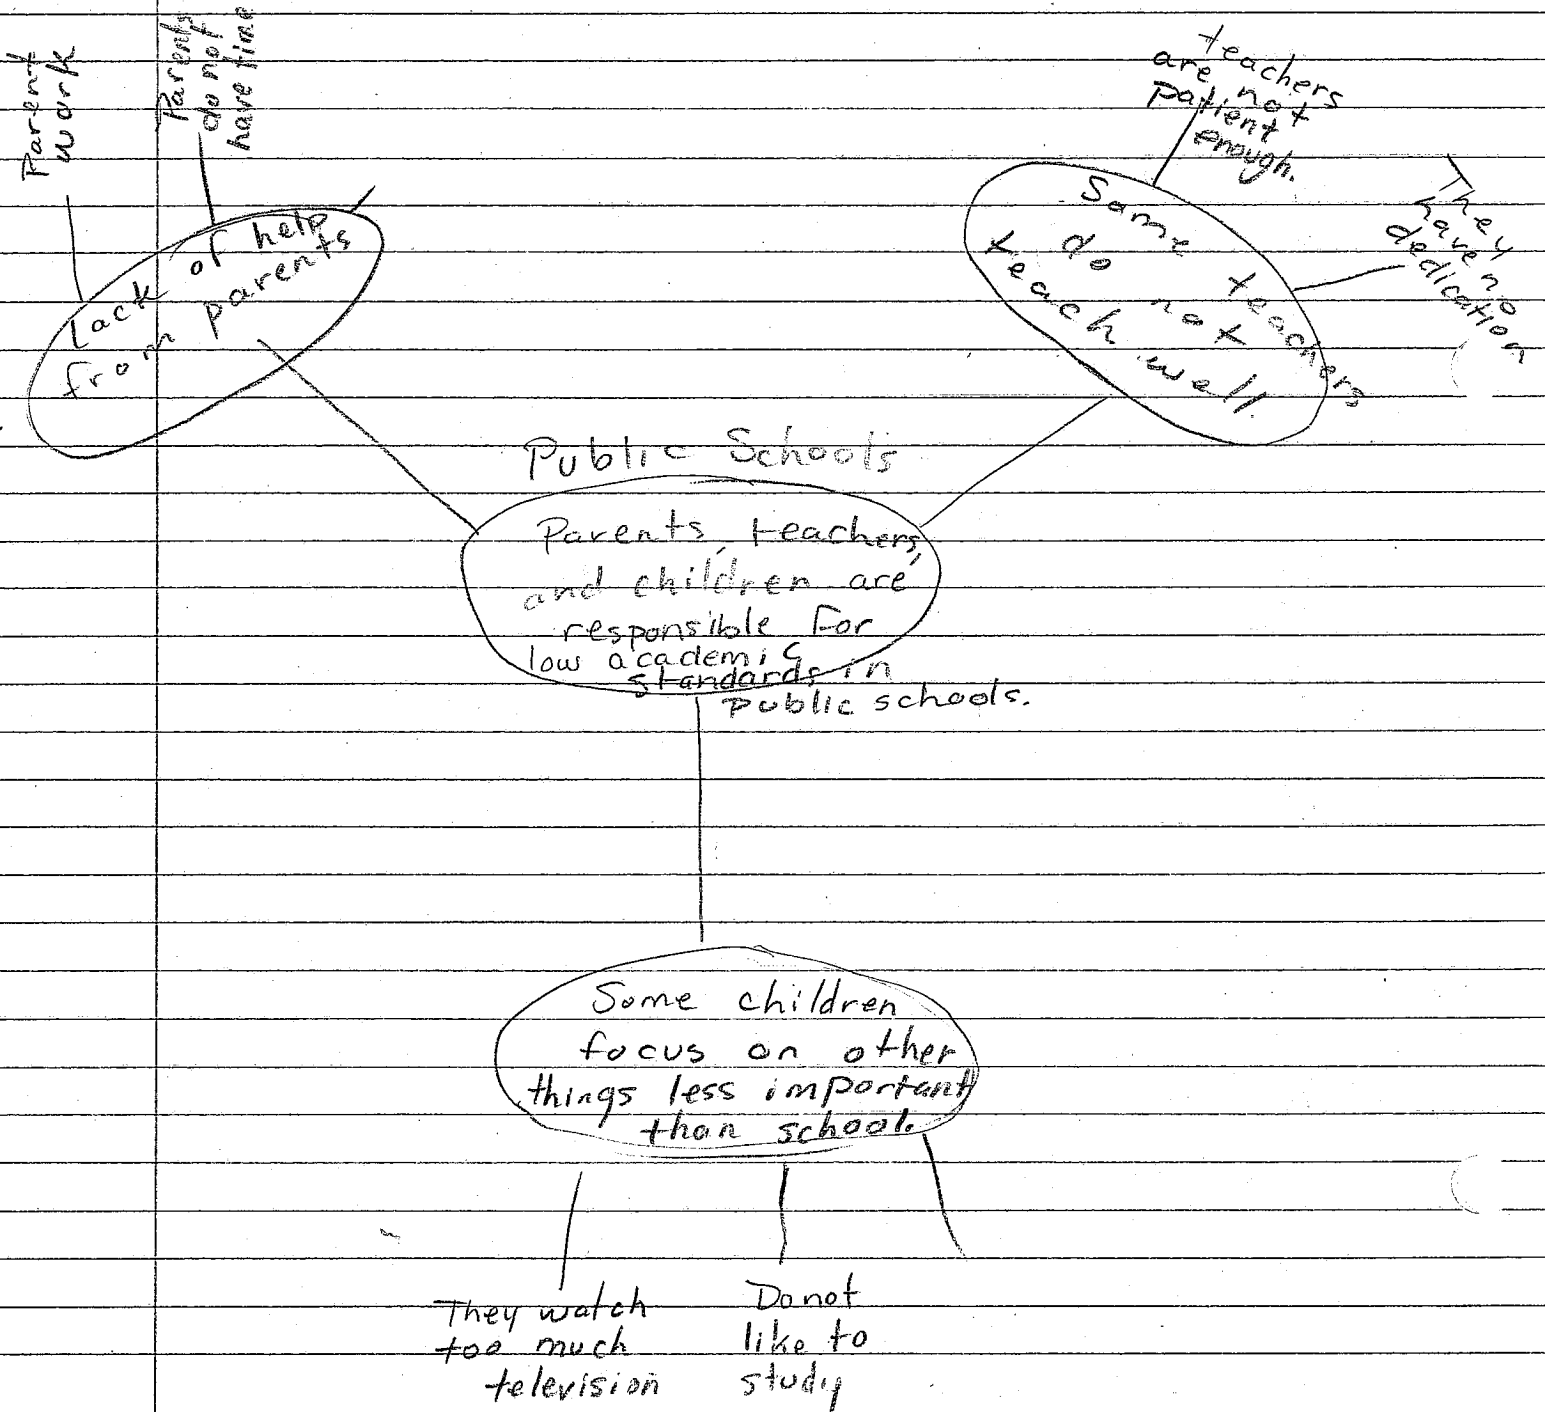 Parent
work
Parents
do not
have time
Lack of help
from parents
teachers
are not
patient
enough.
Some teachers
do not
teach well.
They
have no
dedication
Public Schools
Parents, teachers,
and children are
responsible For
low academic
standards in
public schools.
Some children
focus on other
things less important
than school.
They watch
too much
television
Do not
like to
study